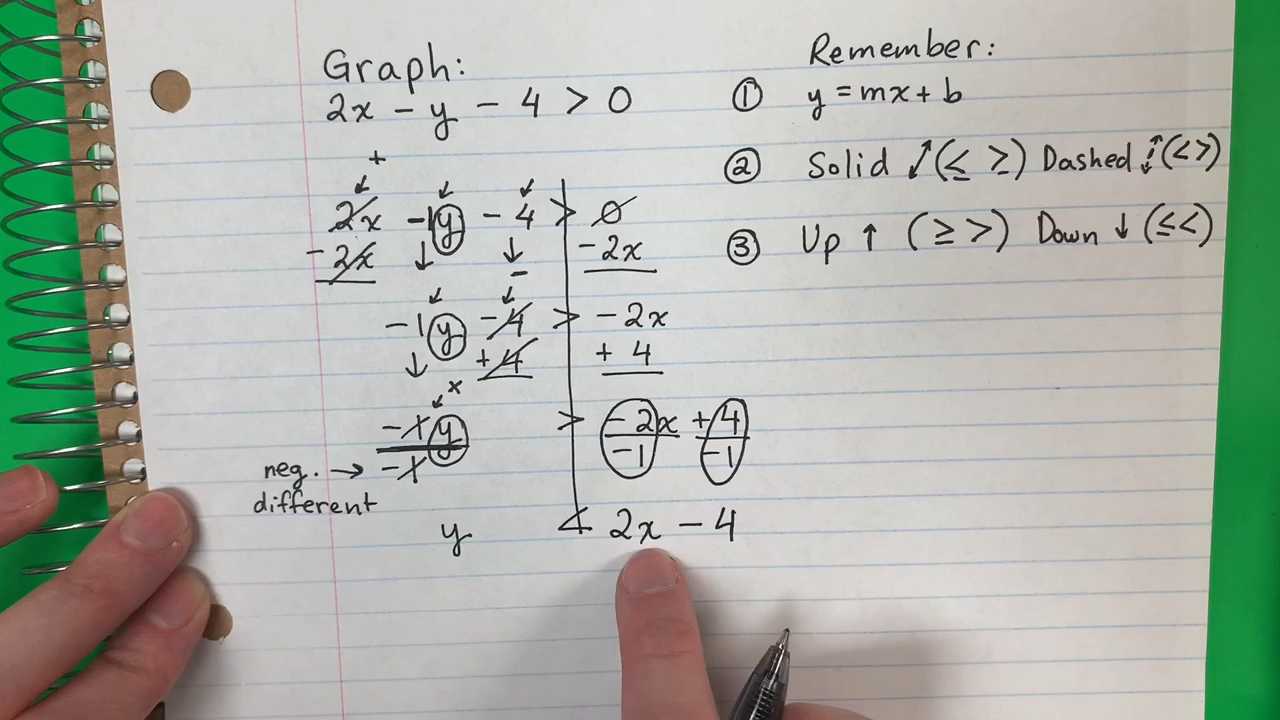 Graph:
2x - y - 4 > 0
+
2x -1y - 4 > 0
- 2x - 2x
-
-1y - 4 > - 2x
+ 4 + 4
x
-1y > -2x + 4
neg. → -1 -1 -1
different
y < 2x - 4
Remember:
① y = mx + b
② Solid ↗ (≤ ≥) Dashed ↗ (< >)
③ Up ↑ (≥ >) Down ↓ (≤ <)